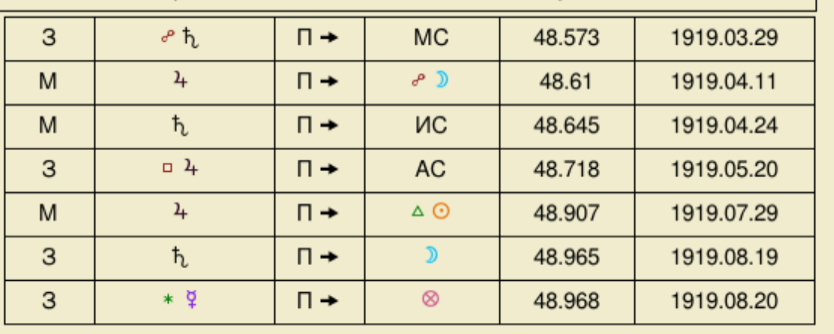 З ☍ ♄ П → МС 48.573 1919.03.29
М ♃ П → ☍ ☽ 48.61 1919.04.11
М ♄ П → ИС 48.645 1919.04.24
З □ ♃ П → АС 48.718 1919.05.20
М ♃ П → △ ☉ 48.907 1919.07.29
З ♄ П → ☽ 48.965 1919.08.19
З ✶ ☿ П → ⊗ 48.968 1919.08.20